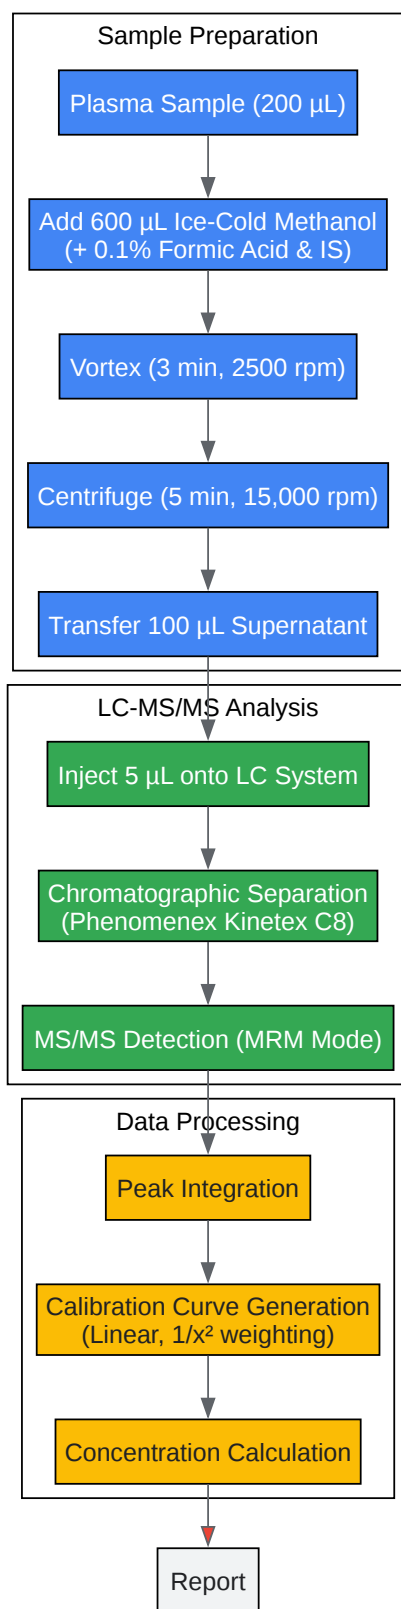 Sample Preparation
Plasma Sample (200 µL)
Add 600 µL Ice-Cold Methanol
(+ 0.1% Formic Acid & IS)
Vortex (3 min, 2500 rpm)
Centrifuge (5 min, 15,000 rpm)
Transfer 100 µL Supernatant
LC-MS/MS Analysis
Inject 5 µL onto LC System
Chromatographic Separation
(Phenomenex Kinetex C8)
MS/MS Detection (MRM Mode)
Data Processing
Peak Integration
Calibration Curve Generation
(Linear, 1/x² weighting)
Concentration Calculation
Report